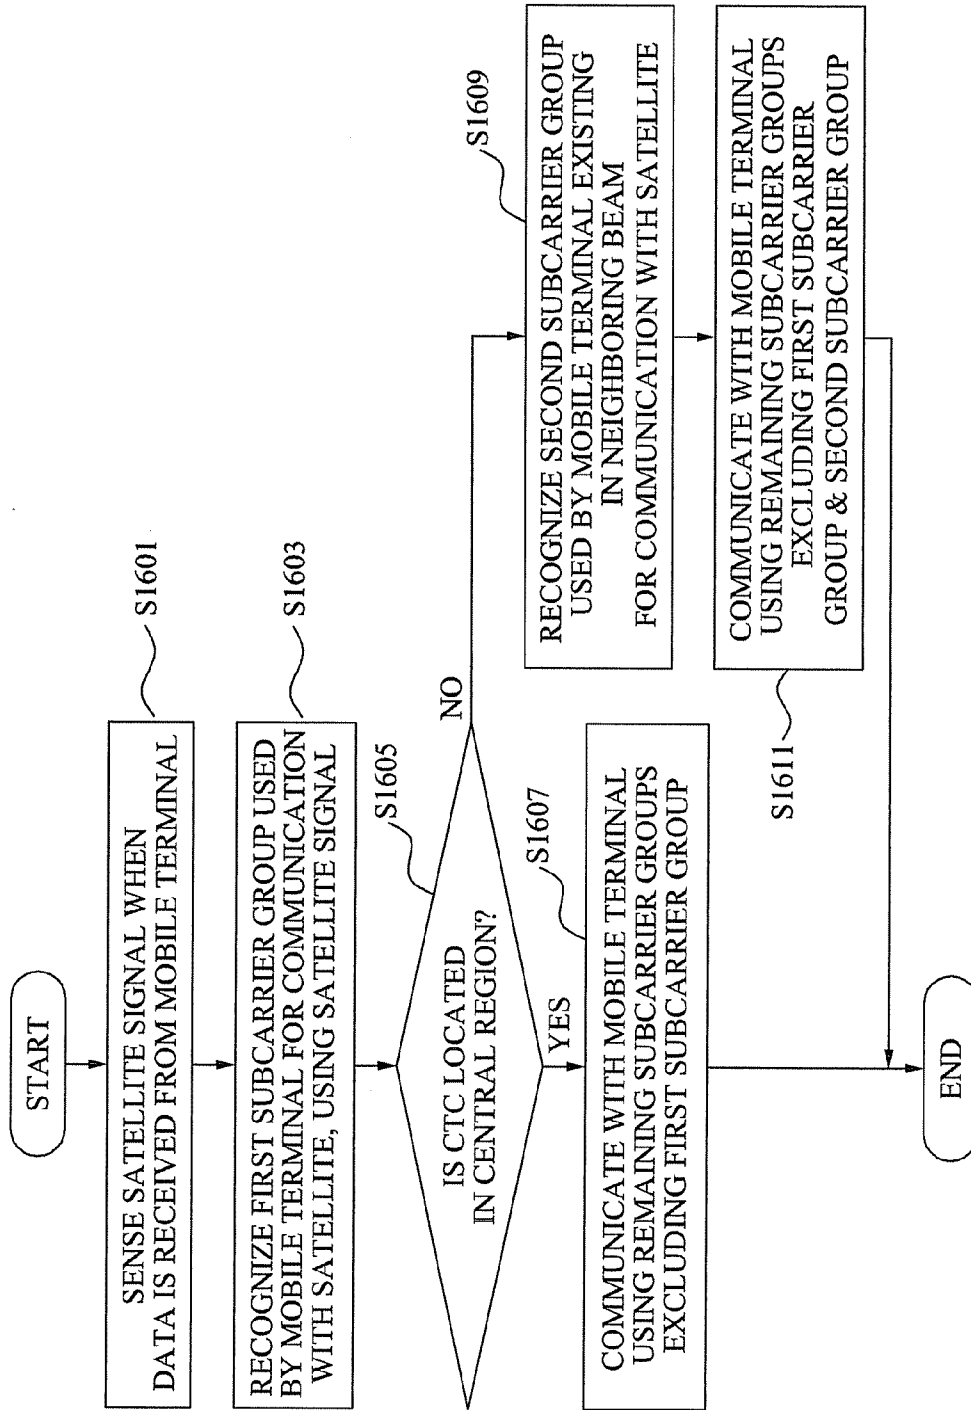 START
SENSE SATELLITE SIGNAL WHEN
DATA IS RECEIVED FROM MOBILE TERMINAL
S1601
RECOGNIZE FIRST SUBCARRIER GROUP USED
BY MOBILE TERMINAL FOR COMMUNICATION
WITH SATELLITE, USING SATELLITE SIGNAL
S1603
IS CTC LOCATED
IN CENTRAL REGION?
S1605
NO
YES
COMMUNICATE WITH MOBILE TERMINAL
USING REMAINING SUBCARRIER GROUPS
EXCLUDING FIRST SUBCARRIER GROUP
S1607
RECOGNIZE SECOND SUBCARRIER GROUP
USED BY MOBILE TERMINAL EXISTING
IN NEIGHBORING BEAM
FOR COMMUNICATION WITH SATELLITE
S1609
COMMUNICATE WITH MOBILE TERMINAL
USING REMAINING SUBCARRIER GROUPS
EXCLUDING FIRST SUBCARRIER
GROUP & SECOND SUBCARRIER GROUP
S1611
END